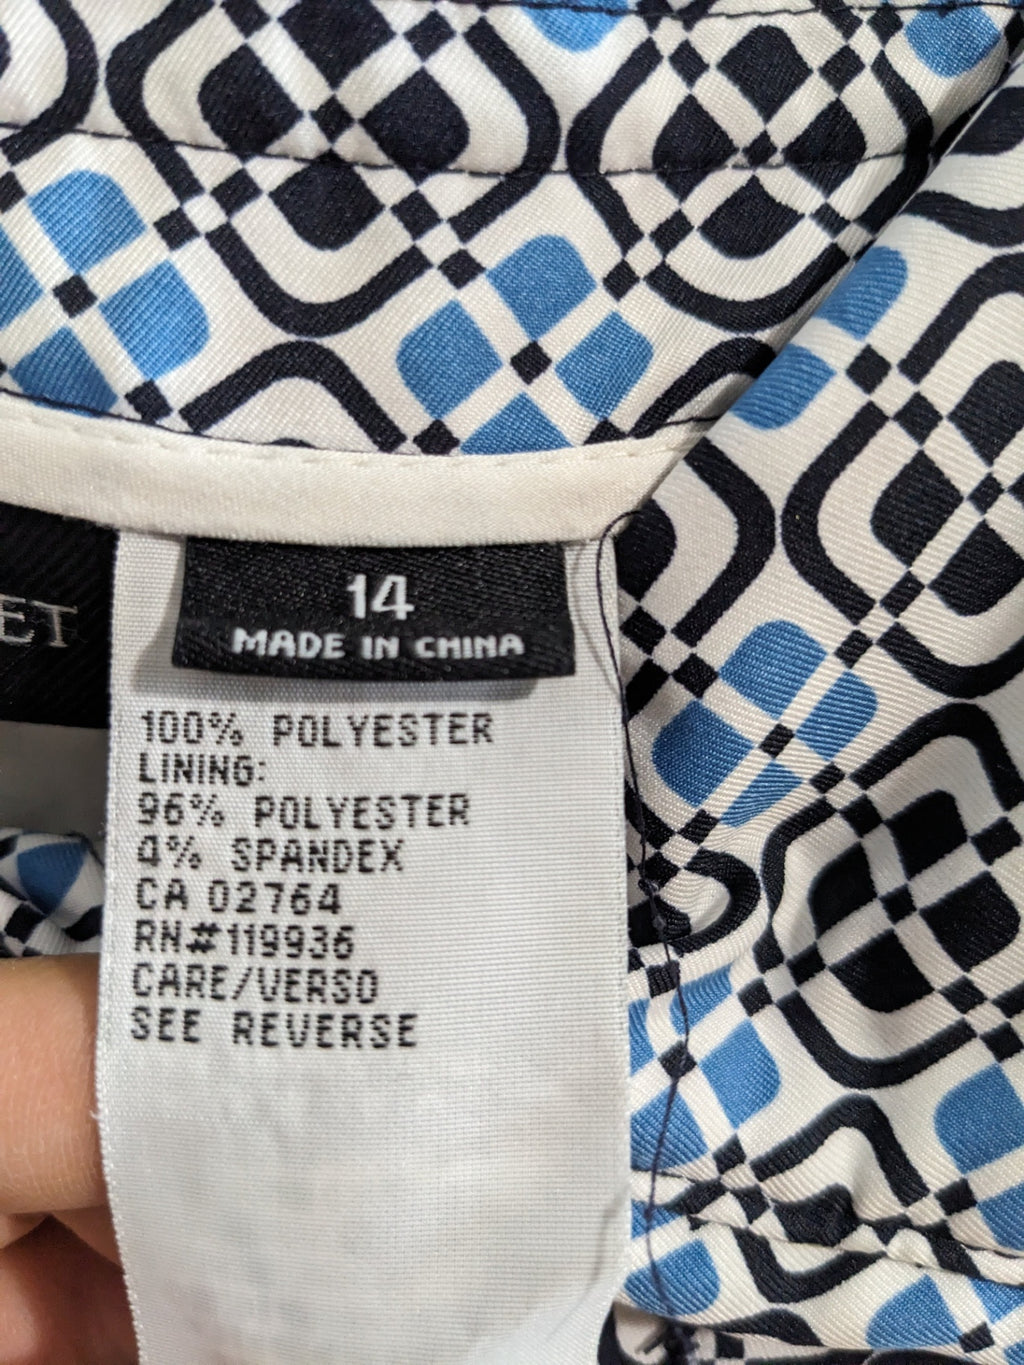 14
MADE IN CHINA
100% POLYESTER
LINING:
96% POLYESTER
4% SPANDEX
CA 02764
RN#119936
CARE/VERSO
SEE REVERSE